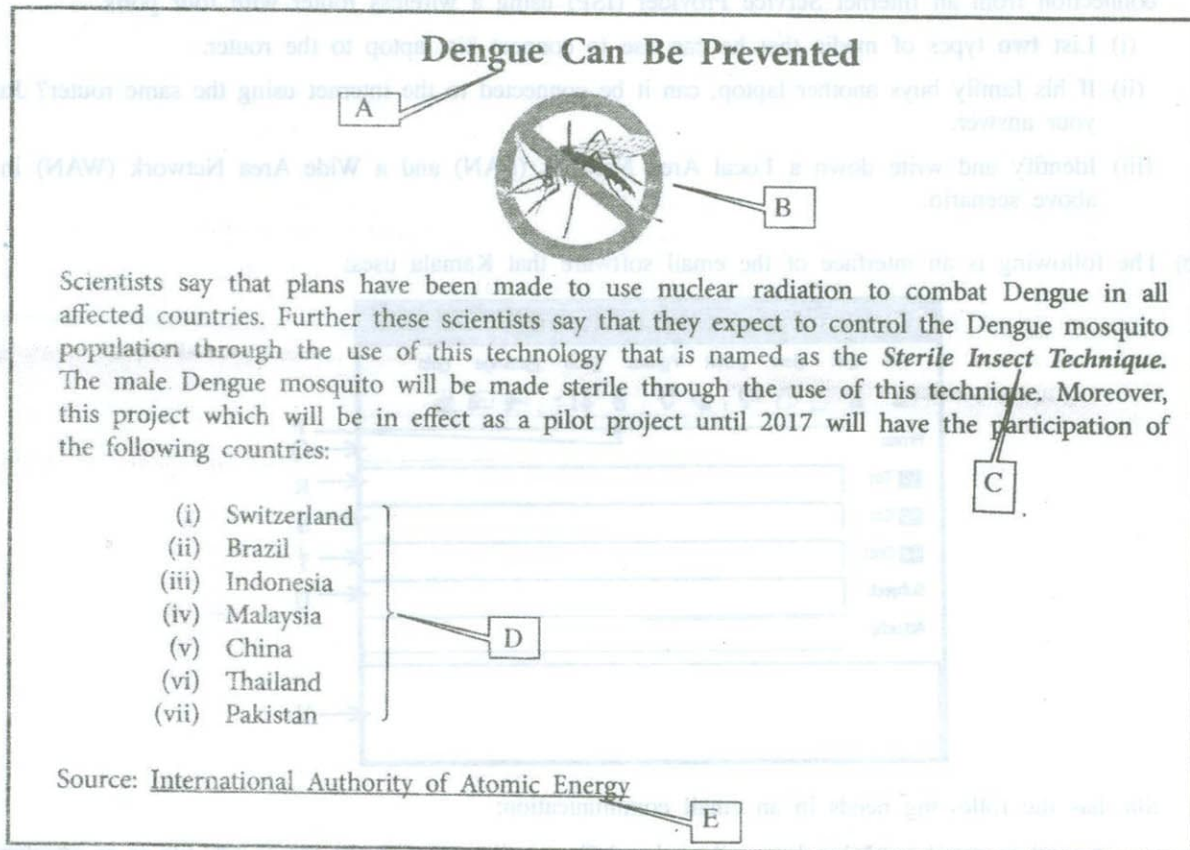 Dengue Can Be Prevented
A
B
Scientists say that plans have been made to use nuclear radiation to combat Dengue in all
affected countries. Further these scientists say that they expect to control the Dengue mosquito
population through the use of this technology that is named as the Sterile Insect Technique.
The male Dengue mosquito will be made sterile through the use of this technique. Moreover,
this project which will be in effect as a pilot project until 2017 will have the participation of
the following countries:
C
(i) Switzerland
(ii) Brazil
(iii) Indonesia
(iv) Malaysia
(v) China
(vi) Thailand
(vii) Pakistan
D
Source: International Authority of Atomic Energy
E